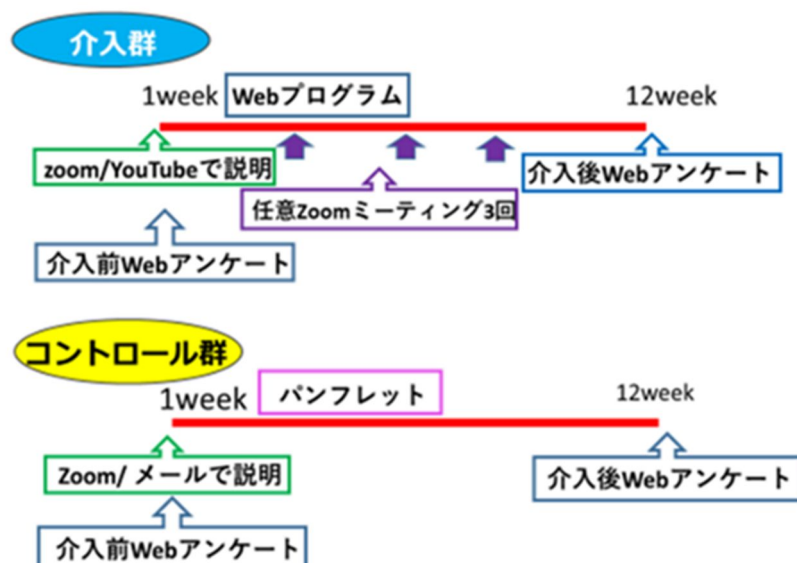 介入群
1week
Webプログラム
12week
zoom/YouTubeで説明
任意Zoomミーティング3回
介入後Webアンケート
介入前Webアンケート
コントロール群
1week
パンフレット
12week
Zoom/ メールで説明
介入後Webアンケート
介入前Webアンケート